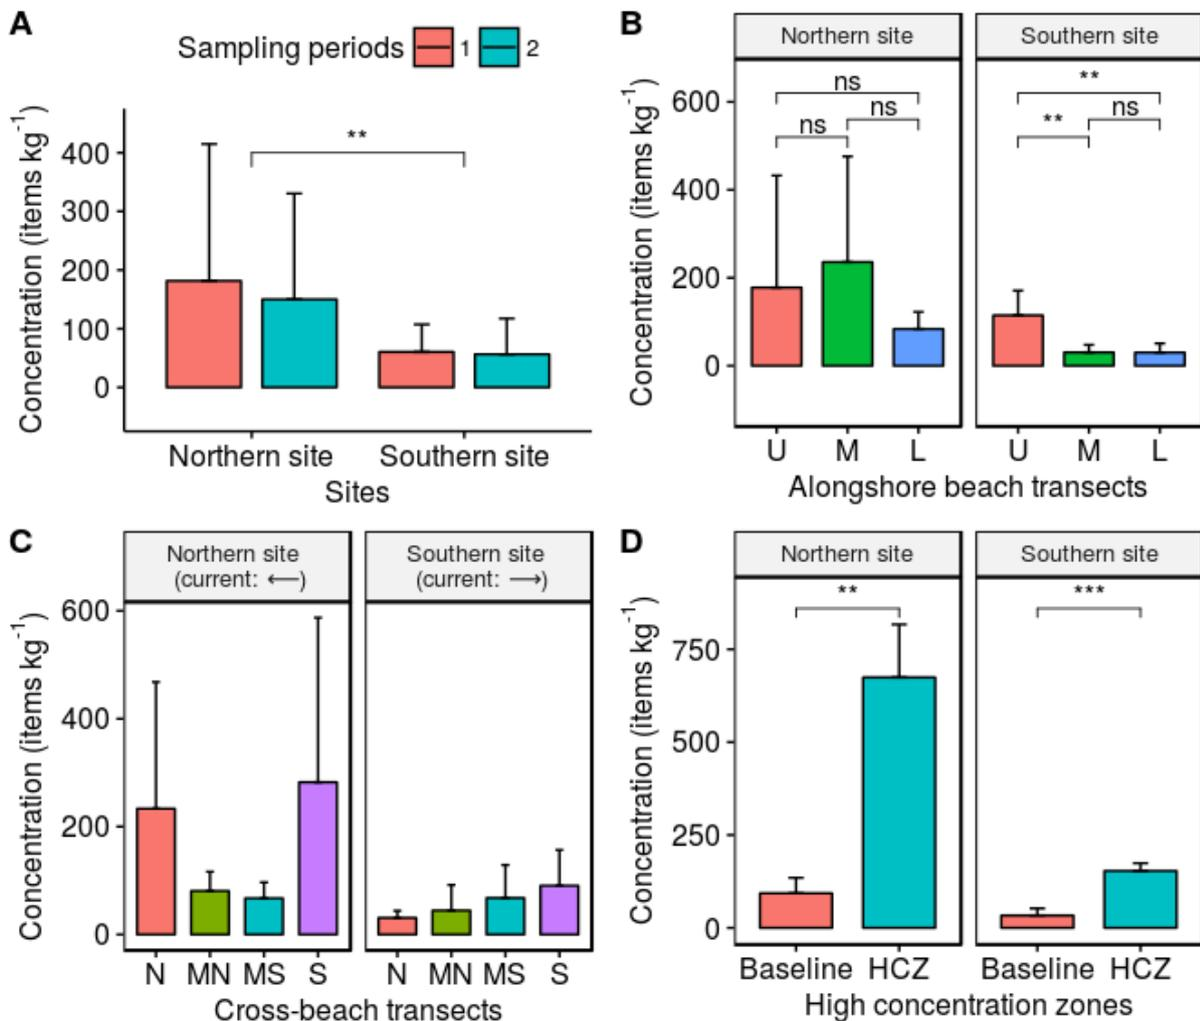 A
Sampling periods 1 2
Concentration (items kg⁻¹)
400
300
200
100
0
**
Northern site Southern site
Sites
B
Northern site Southern site
Concentration (items kg⁻¹)
600
400
200
0
ns
ns
ns
**
**
ns
U M L U M L
Alongshore beach transects
C
Northern site
(current: ⟵)
Southern site
(current: ⟶)
Concentration (items kg⁻¹)
600
400
200
0
N MN MS S N MN MS S
Cross-beach transects
D
Northern site Southern site
Concentration (items kg⁻¹)
750
500
250
0
** ***
Baseline HCZ Baseline HCZ
High concentration zones